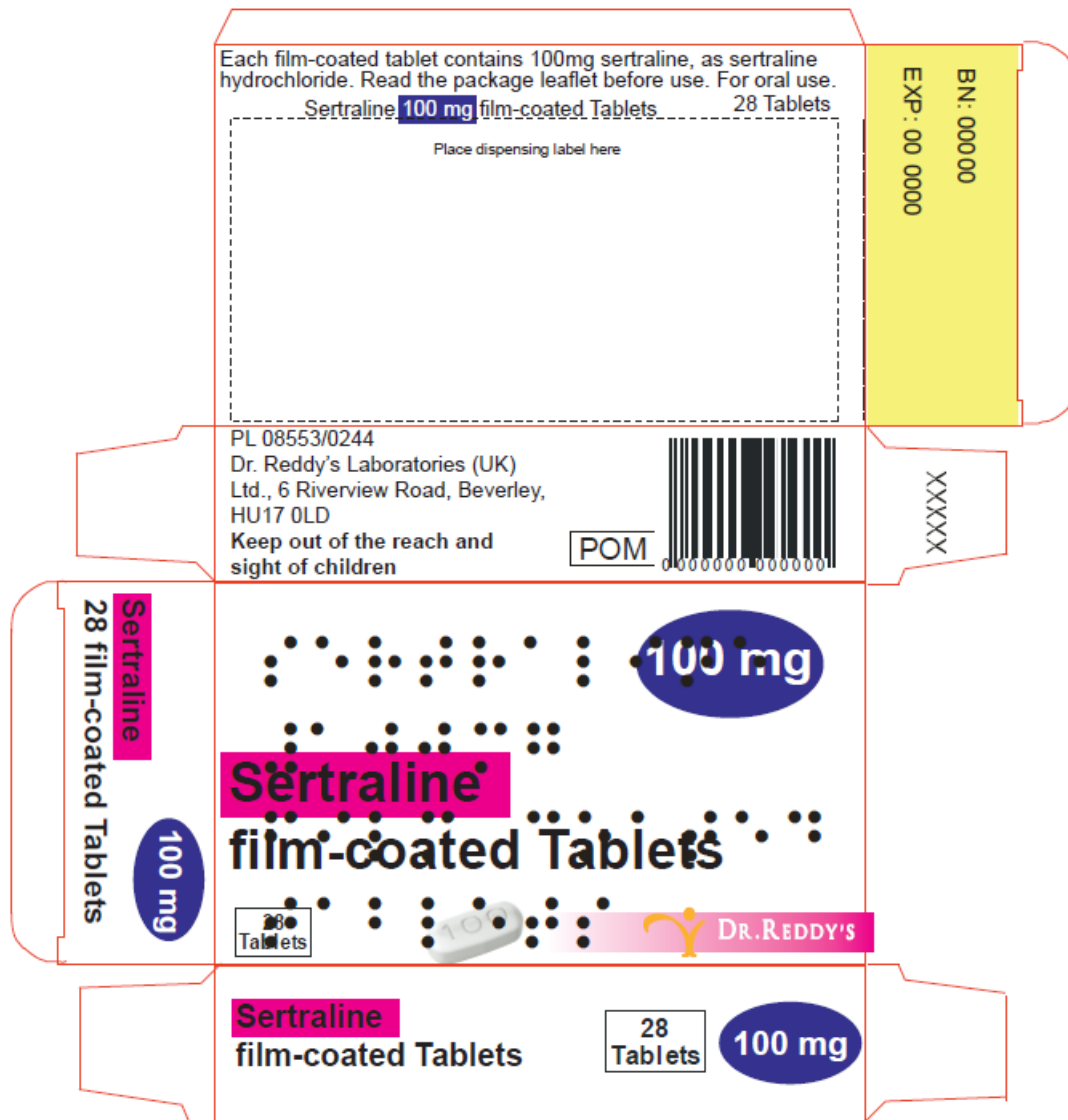 Each film-coated tablet contains 100mg sertraline, as sertraline
hydrochloride. Read the package leaflet before use. For oral use.
Sertraline 100 mg film-coated Tablets 28 Tablets
Place dispensing label here
BN: 00000
EXP: 00 0000
PL 08553/0244
Dr. Reddy's Laboratories (UK)
Ltd., 6 Riverview Road, Beverley,
HU17 0LD
Keep out of the reach and
sight of children
POM
0 000000 000000
XXXXX
Sertraline
28 film-coated Tablets
100 mg
100 mg
Sertraline
film-coated Tablets
28
Tablets
100
DR.REDDY'S
Sertraline
film-coated Tablets
28
Tablets
100 mg